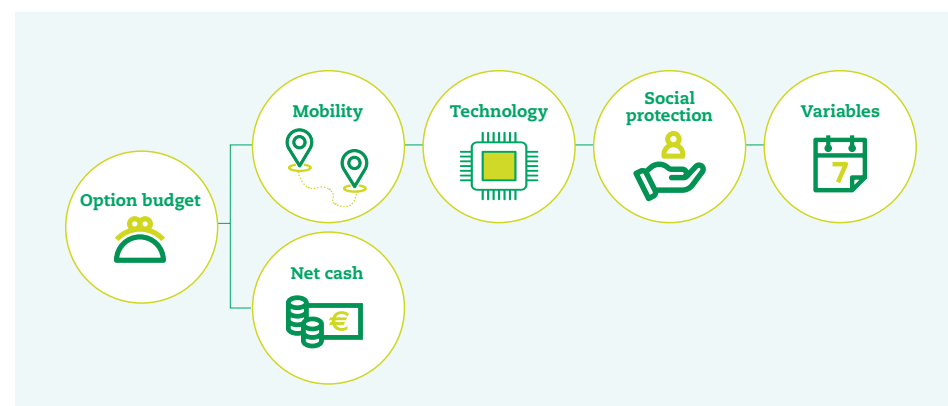 Mobility
Technology
Social
protection
Variables
Option budget
Net cash
€
7